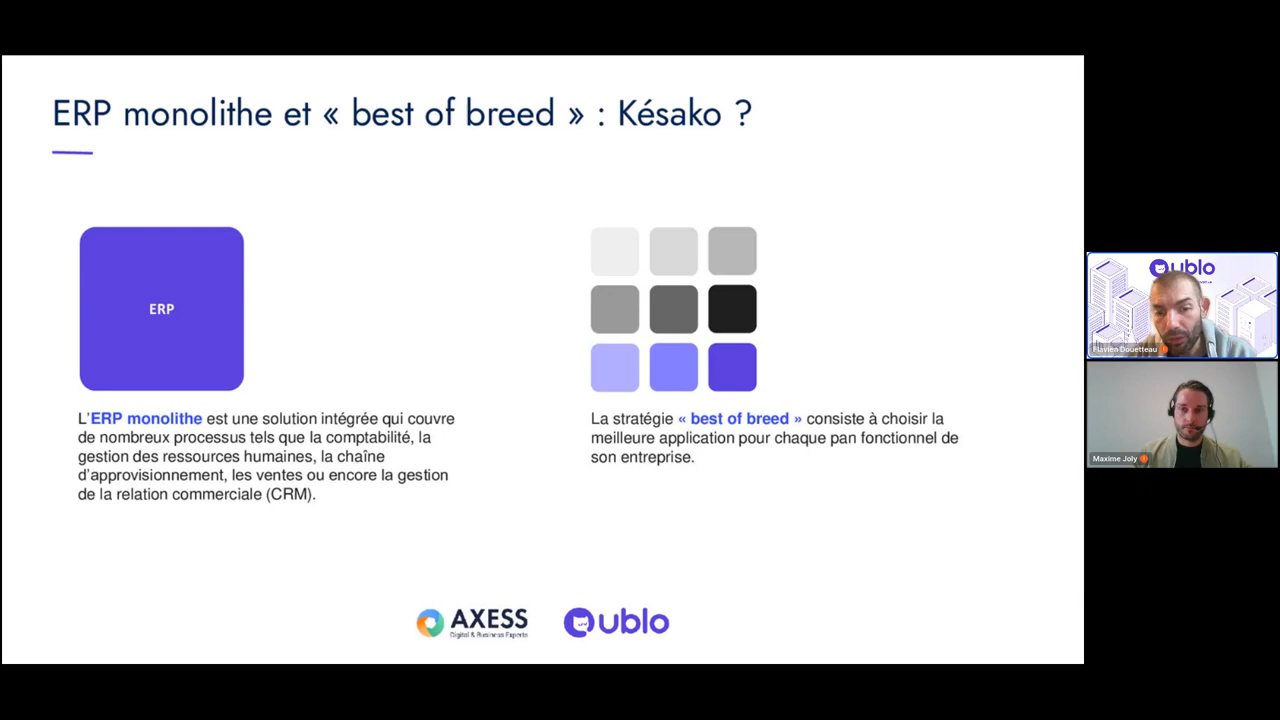 ERP monolithe et « best of breed » : Késako ?
ERP
L'ERP monolithe est une solution intégrée qui couvre
de nombreux processus tels que la comptabilité, la
gestion des ressources humaines, la chaîne
d'approvisionnement, les ventes ou encore la gestion
de la relation commerciale (CRM).
La stratégie « best of breed » consiste à choisir la
meilleure application pour chaque pan fonctionnel de
son entreprise.
AXESS
Digital & Business Experts
ublo
ublo
Flavien Douetteau
Maxime Joly